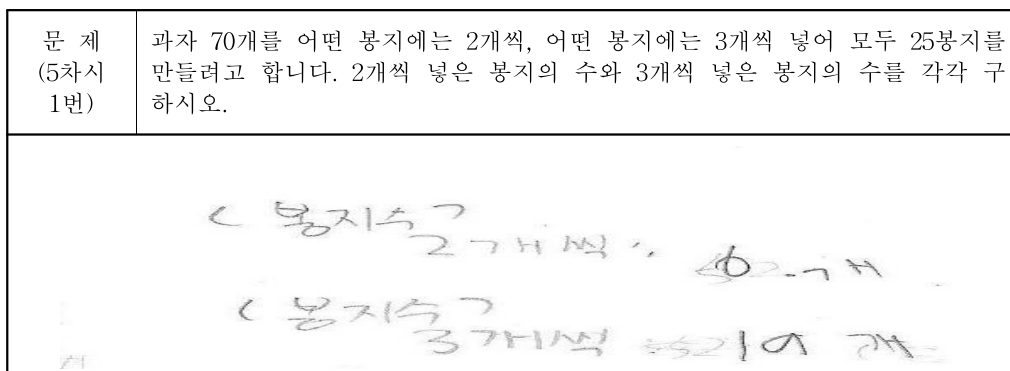 문 제
(5차시
1번)
과자 70개를 어떤 봉지에는 2개씩, 어떤 봉지에는 3개씩 넣어 모두 25봉지를
만들려고 합니다. 2개씩 넣은 봉지의 수와 3개씩 넣은 봉지의 수를 각각 구
하시오.
< 봉지수 >
2개씩 : 6개
< 봉지수 >
3개씩 19 개